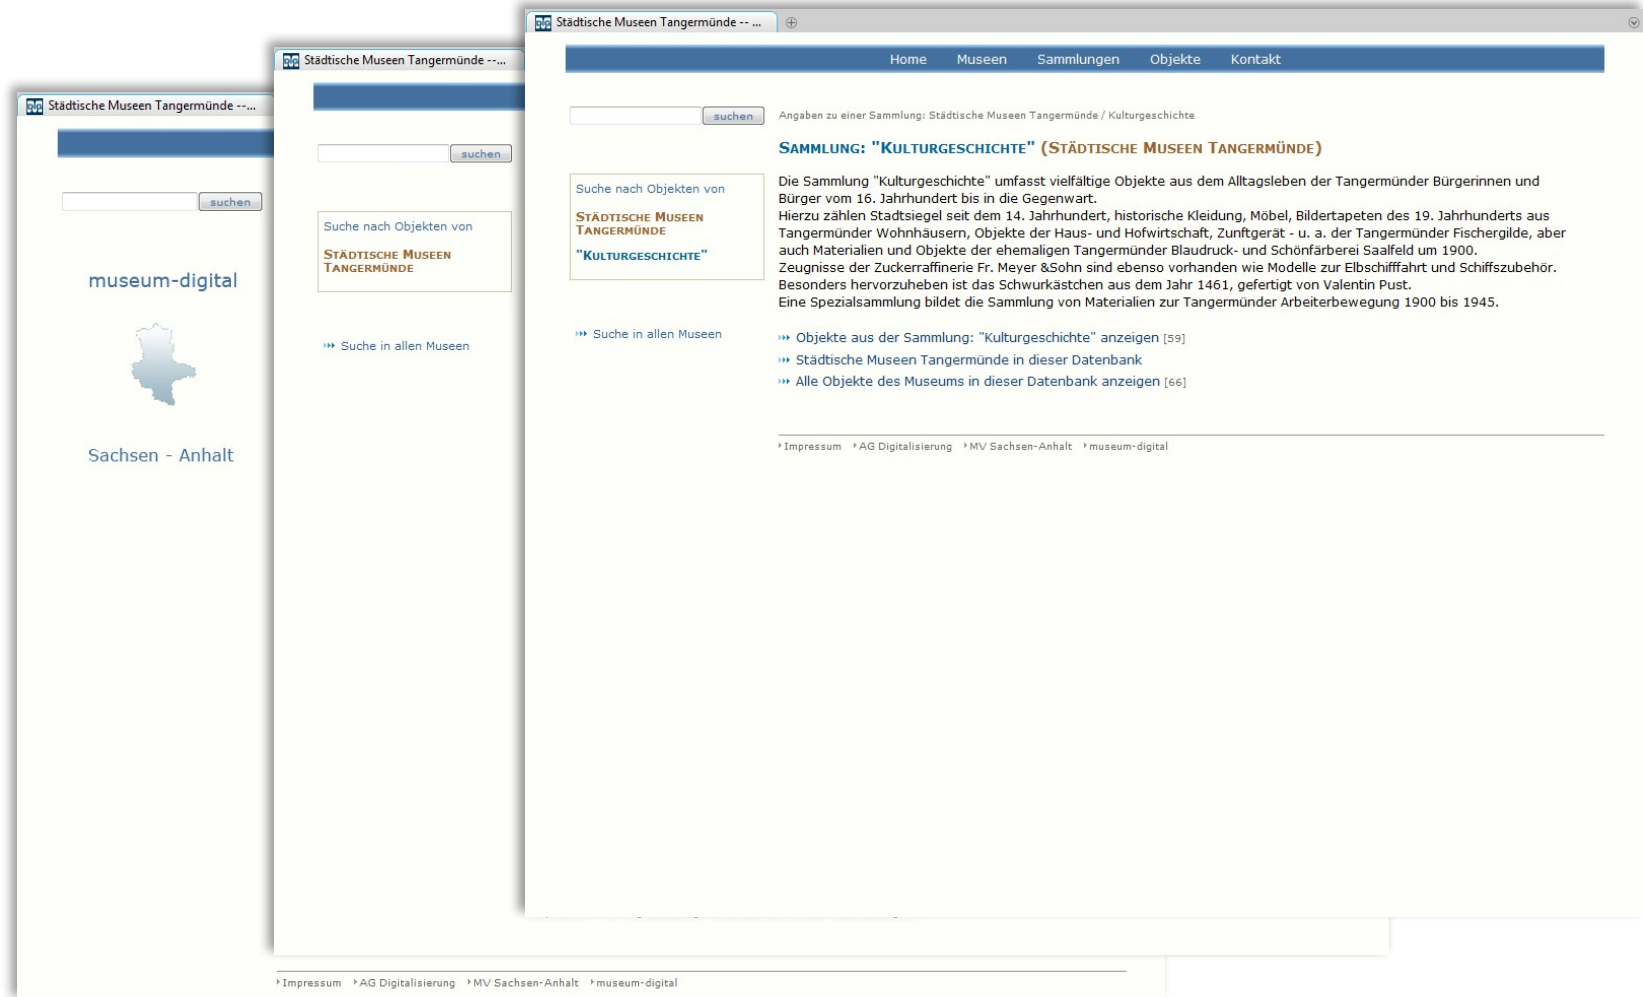 Städtische Museen Tangermünde --...
suchen
museum-digital
Sachsen - Anhalt
Impressum AG Digitalisierung MV Sachsen-Anhalt museum-digital
Städtische Museen Tangermünde --...
suchen
Suche nach Objekten von
Städtische Museen
Tangermünde
Suche in allen Museen
Städtische Museen Tangermünde -- ...
Home Museen Sammlungen Objekte Kontakt
suchen
Suche nach Objekten von
Städtische Museen
Tangermünde
"Kulturgeschichte"
Suche in allen Museen
Angaben zu einer Sammlung: Städtische Museen Tangermünde / Kulturgeschichte
Sammlung: "Kulturgeschichte" (Städtische Museen Tangermünde)
Die Sammlung "Kulturgeschichte" umfasst vielfältige Objekte aus dem Alltagsleben der Tangermünder Bürgerinnen und
Bürger vom 16. Jahrhundert bis in die Gegenwart.
Hierzu zählen Stadtsiegel seit dem 14. Jahrhundert, historische Kleidung, Möbel, Bildertapeten des 19. Jahrhunderts aus
Tangermünder Wohnhäusern, Objekte der Haus- und Hofwirtschaft, Zunftgerät - u. a. der Tangermünder Fischergilde, aber
auch Materialien und Objekte der ehemaligen Tangermünder Blaudruck- und Schönfärberei Saalfeld um 1900.
Zeugnisse der Zuckerraffinerie Fr. Meyer &Sohn sind ebenso vorhanden wie Modelle zur Elbschifffahrt und Schiffszubehör.
Besonders hervorzuheben ist das Schwurkästchen aus dem Jahr 1461, gefertigt von Valentin Pust.
Eine Spezialsammlung bildet die Sammlung von Materialien zur Tangermünder Arbeiterbewegung 1900 bis 1945.
Objekte aus der Sammlung: "Kulturgeschichte" anzeigen [59]
Städtische Museen Tangermünde in dieser Datenbank
Alle Objekte des Museums in dieser Datenbank anzeigen [66]
Impressum AG Digitalisierung MV Sachsen-Anhalt museum-digital